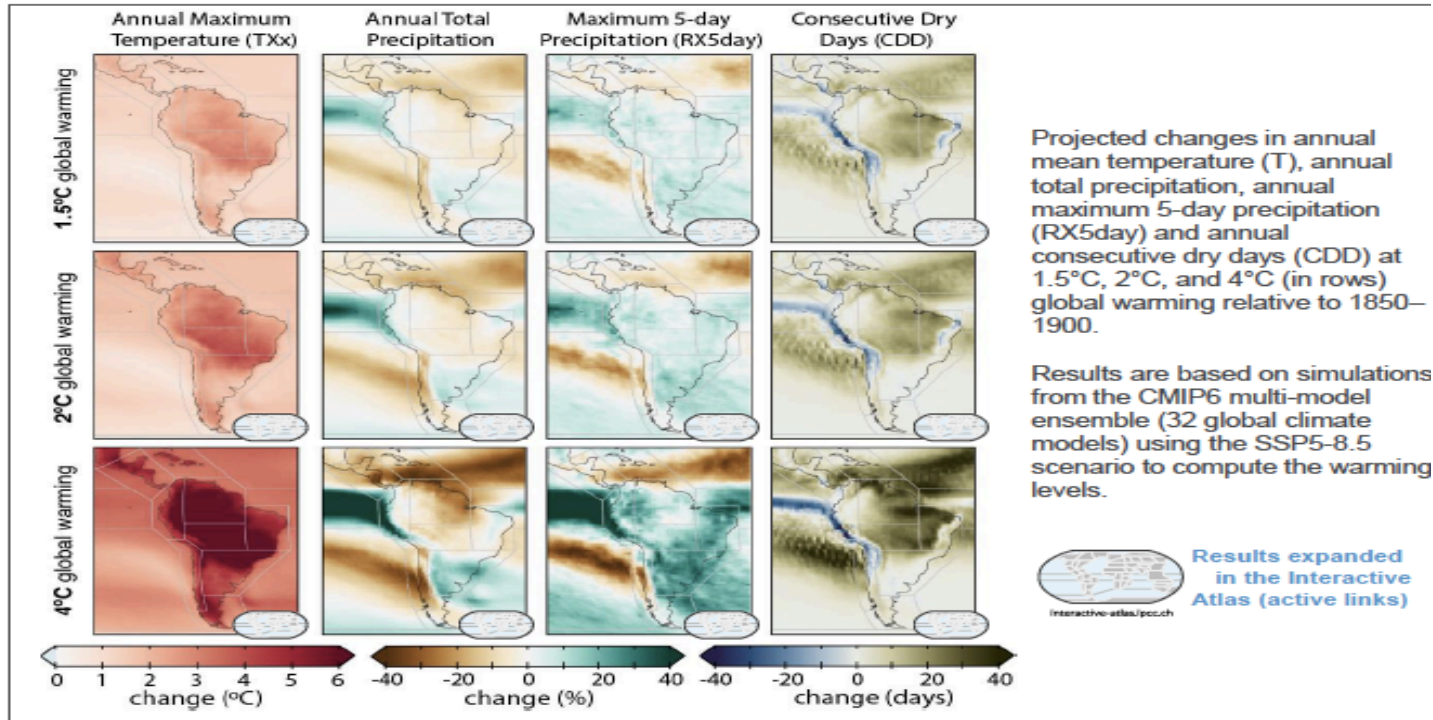 Annual Maximum
Temperature (TXx)
Annual Total
Precipitation
Maximum 5-day
Precipitation (RX5day)
Consecutive Dry
Days (CDD)
1.5ºC global warming
2ºC global warming
4ºC global warming
0 1 2 3 4 5 6
change (ºC)
-40 -20 0 20 40
change (%)
-40 -20 0 20 40
change (days)
Projected changes in annual
mean temperature (T), annual
total precipitation, annual
maximum 5-day precipitation
(RX5day) and annual
consecutive dry days (CDD) at
1.5°C, 2°C, and 4°C (in rows)
global warming relative to 1850–
1900.
Results are based on simulations
from the CMIP6 multi-model
ensemble (32 global climate
models) using the SSP5-8.5
scenario to compute the warming
levels.
Results expanded
in the Interactive
Atlas (active links)
interactive-atlas.ipcc.ch